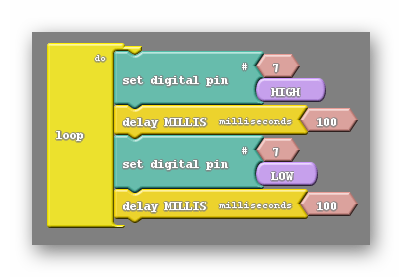 do
set digital pin # 7
HIGH
delay MILLIS milliseconds 100
loop
set digital pin # 7
LOW
delay MILLIS milliseconds 100